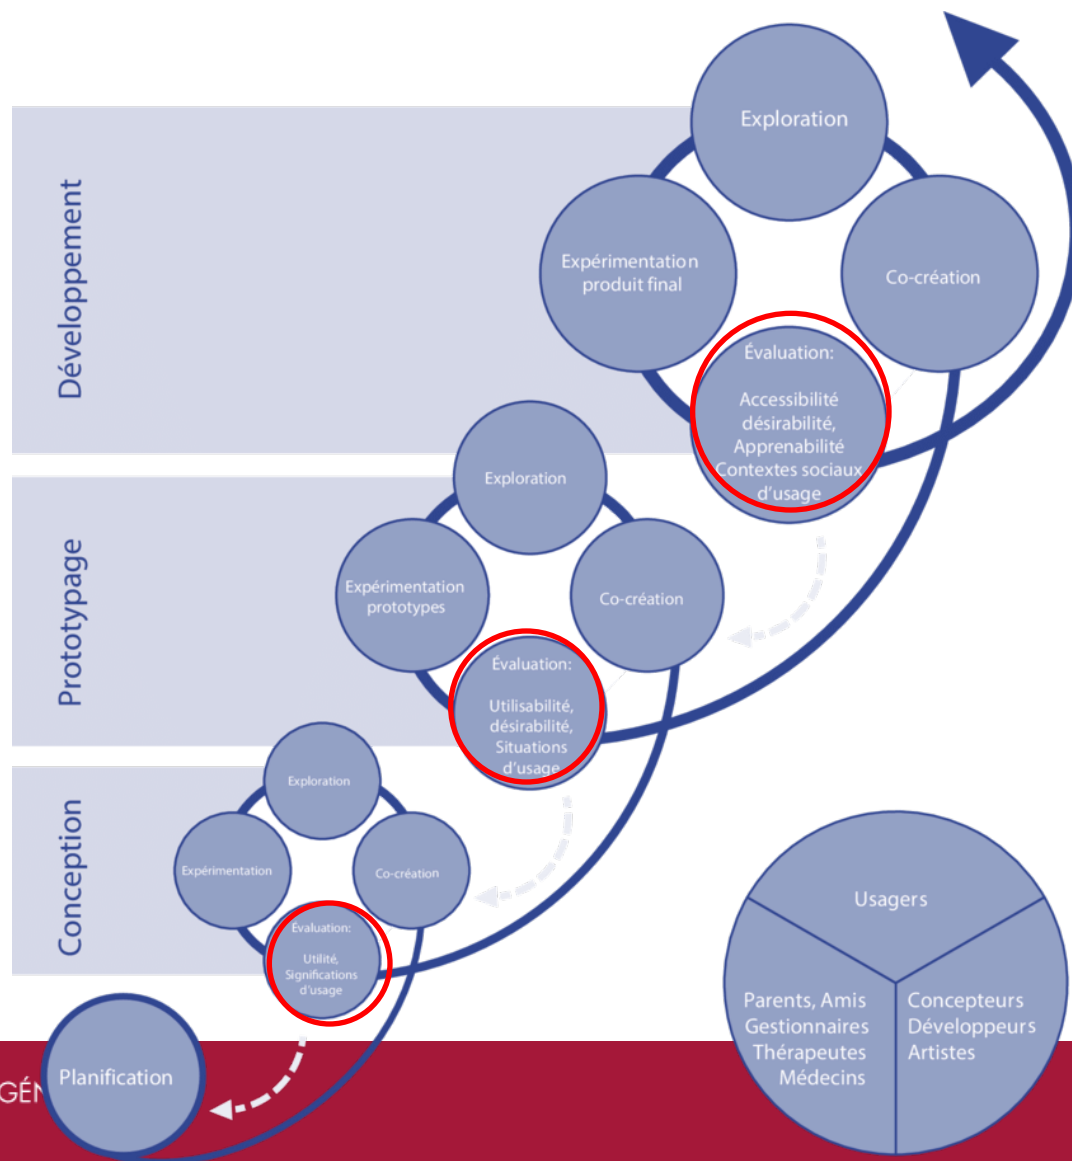 Exploration
Développement
Expérimentation
produit final
Co-création
Évaluation:
Accessibilité
désirabilité,
Apprenabilité
Contextes sociaux
d'usage
Exploration
Prototypage
Expérimentation
prototypes
Co-création
Évaluation:
Utilisabilité,
désirabilité,
Situations
d'usage
Exploration
Conception
Expérimentation
Co-création
Évaluation:
Utilité,
Significations
d'usage
Planification
Usagers
Parents, Amis
Gestionnaires
Thérapeutes
Médecins
Concepteurs
Développeurs
Artistes